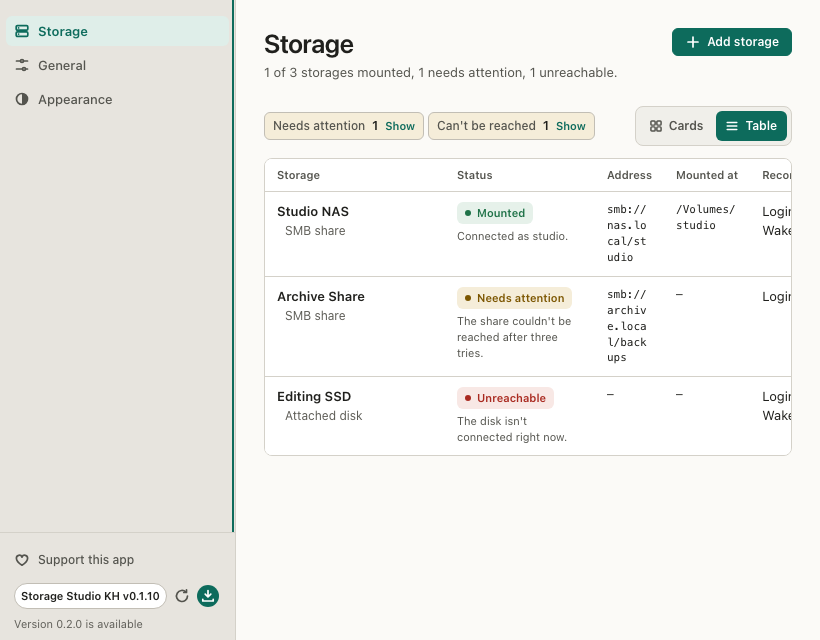 Storage
General
Appearance
Support this app
Storage Studio KH v0.1.10
Version 0.2.0 is available
Storage
Add storage
1 of 3 storages mounted, 1 needs attention, 1 unreachable.
Needs attention 1 Show
Can't be reached 1 Show
Cards
Table
Storage Status Address Mounted at
Studio NAS
SMB share
Mounted
Connected as studio.
smb://
nas.lo
cal/st
udio
/Volumes/
studio
Archive Share
SMB share
Needs attention
The share couldn't be
reached after three
tries.
smb://
archiv
e.loca
l/back
ups
–
Editing SSD
Attached disk
Unreachable
The disk isn't
connected right now.
–
–